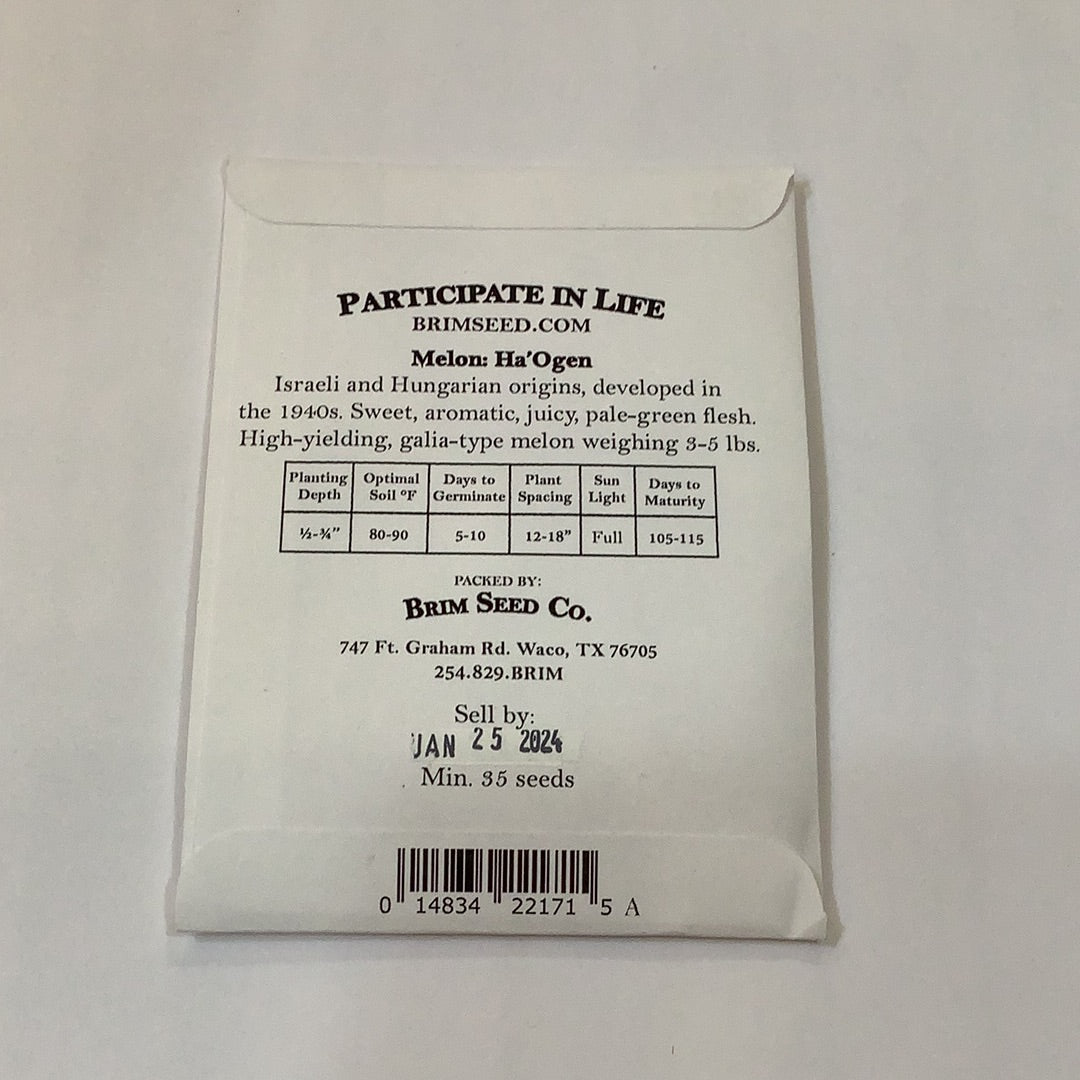 PARTICIPATE IN LIFE
BRIMSEED.COM
Melon: Ha'Ogen
Israeli and Hungarian origins, developed in
the 1940s. Sweet, aromatic, juicy, pale-green flesh.
High-yielding, galia-type melon weighing 3-5 lbs.
Planting Depth Optimal Soil ºF Days to Germinate Plant Spacing Sun Light Days to Maturity
½-¾" 80-90 5-10 12-18" Full 105-115
PACKED BY:
BRIM SEED CO.
747 Ft. Graham Rd. Waco, TX 76705
254.829.BRIM
Sell by:
JAN 25 2024
Min. 35 seeds
0 14834 22171 5 A